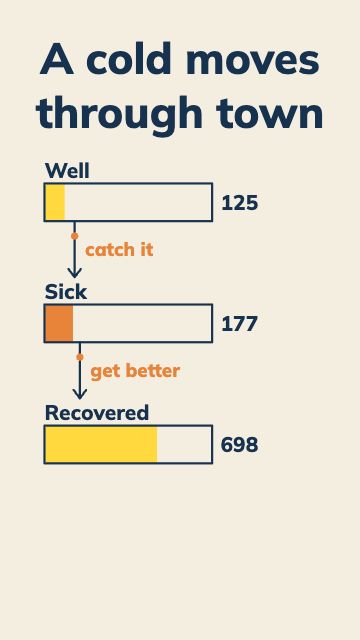 A cold moves
through town
Well
125
catch it
Sick
177
get better
Recovered
698